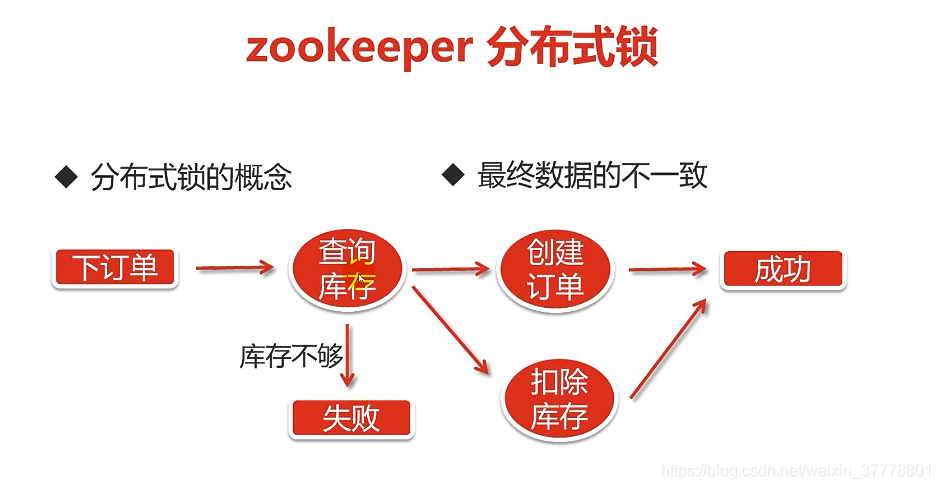 zookeeper 分布式锁
◆ 分布式锁的概念
◆ 最终数据的不一致
下订单
查询
库存
创建
订单
成功
库存不够
失败
扣除
库存
https://blog.csdn.net/weixin_37778801